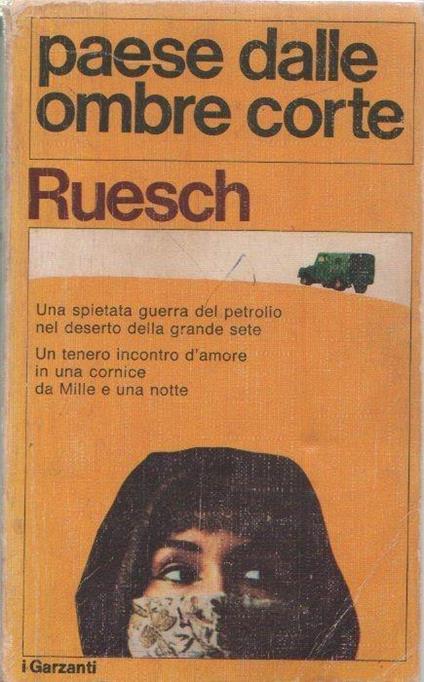 paese dalle
ombre corte
Ruesch
Una spietata guerra del petrolio
nel deserto della grande sete
Un tenero incontro d'amore
in una cornice
da Mille e una notte
i Garzanti